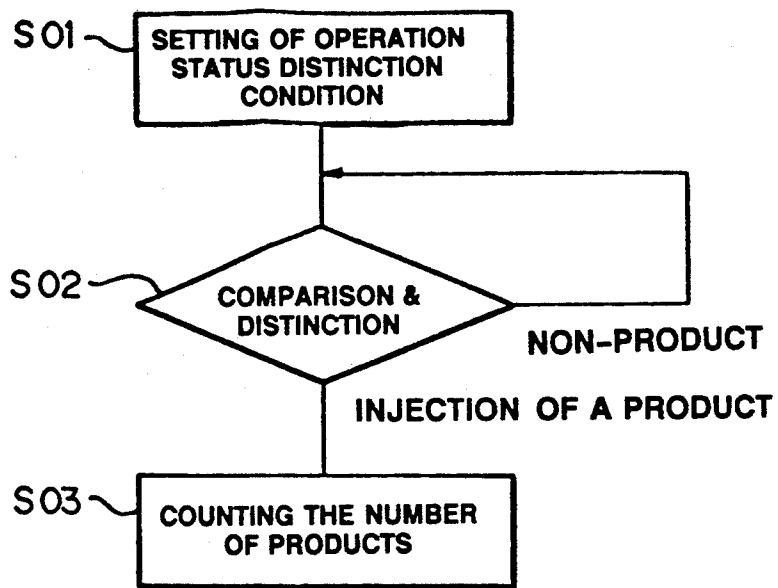 S01
SETTING OF OPERATION
STATUS DISTINCTION
CONDITION
S02
COMPARISON &
DISTINCTION
NON-PRODUCT
INJECTION OF A PRODUCT
S03
COUNTING THE NUMBER
OF PRODUCTS